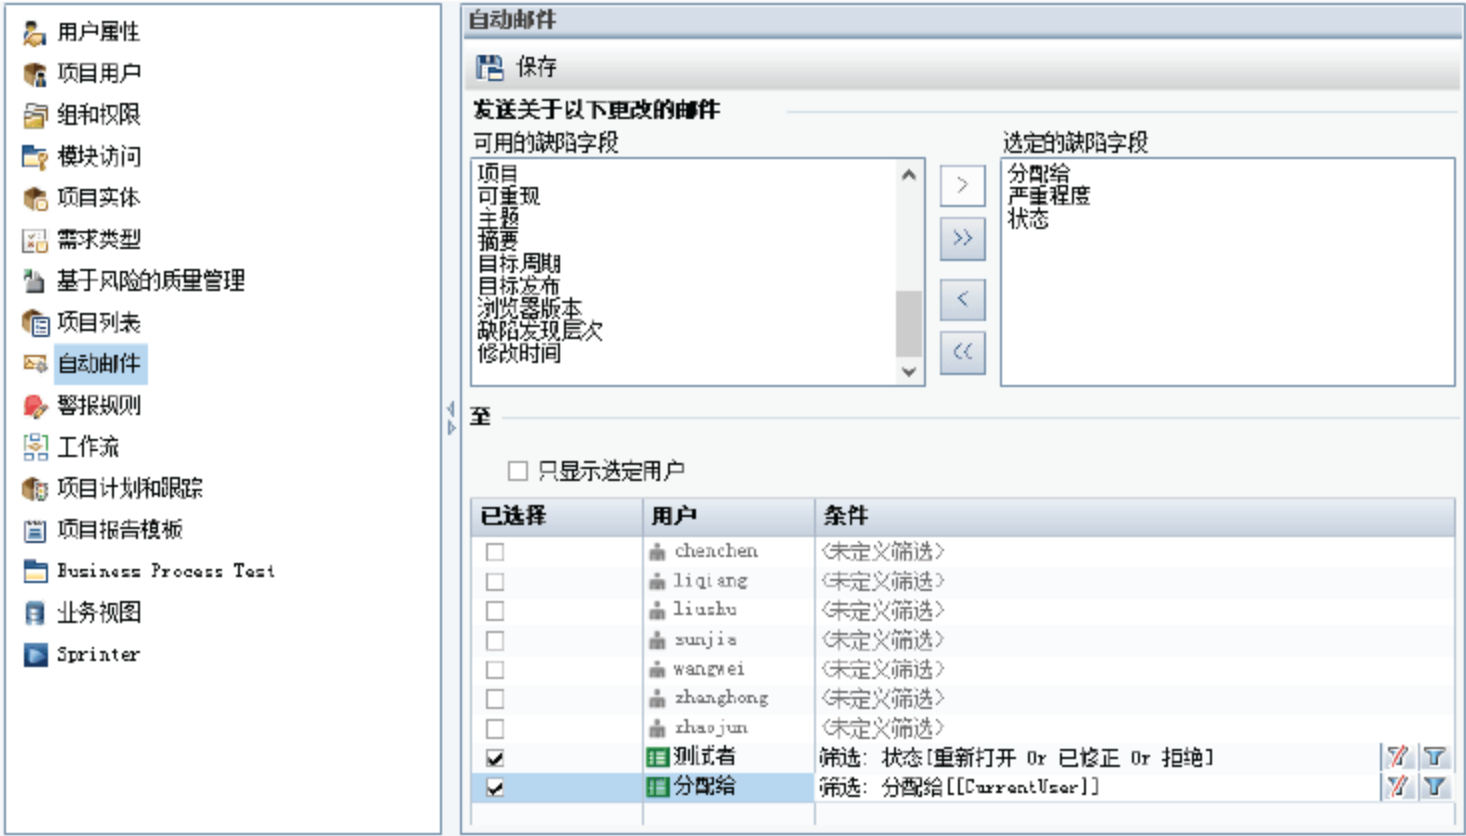 用户属性
项目用户
组和权限
模块访问
项目实体
需求类型
基于风险的质量管理
项目列表
自动邮件
警报规则
工作流
项目计划和跟踪
项目报告模板
Business Process Test
业务视图
Sprinter
自动邮件
保存
发送关于以下更改的邮件
可用的缺陷字段
项目
可重现
主题
摘要
目标周期
目标发布
浏览器版本
缺陷发现层次
修改时间
>
>>
<
<<
选定的缺陷字段
分配给
严重程度
状态
至
只显示选定用户
已选择 用户 条件
chenchen <未定义筛选>
liqiang <未定义筛选>
liushu <未定义筛选>
sunjia <未定义筛选>
wangwei <未定义筛选>
zhanghong <未定义筛选>
zhaojun <未定义筛选>
测试者 筛选: 状态[重新打开 Or 已修正 Or 拒绝]
分配给 筛选: 分配给[[CurrentUser]]